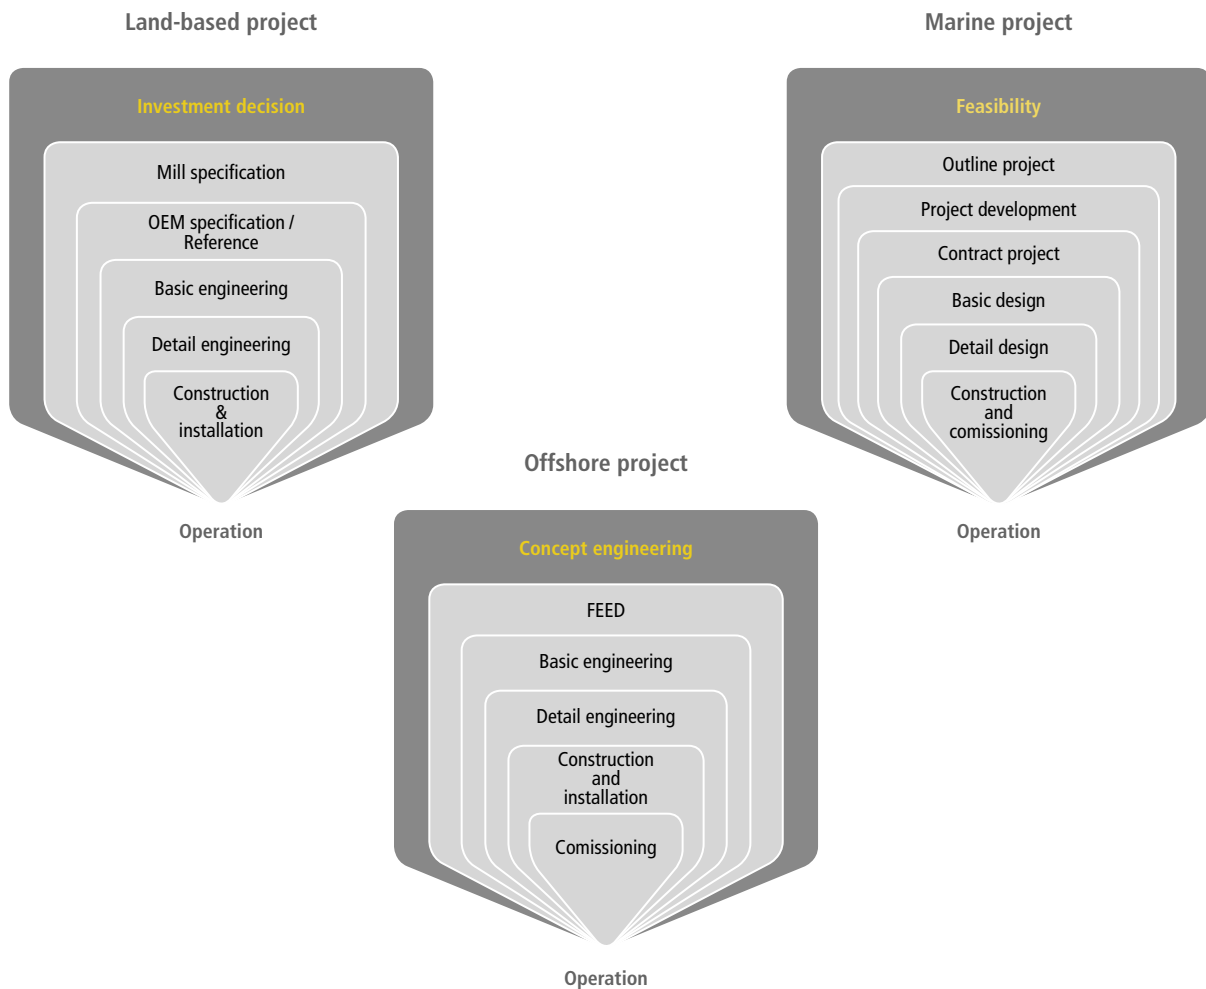 Land-based project
Investment decision
Mill specification
OEM specification /
Reference
Basic engineering
Detail engineering
Construction
&
installation
Operation
Marine project
Feasibility
Outline project
Project development
Contract project
Basic design
Detail design
Construction
and
comissioning
Operation
Offshore project
Concept engineering
FEED
Basic engineering
Detail engineering
Construction
and
installation
Comissioning
Operation